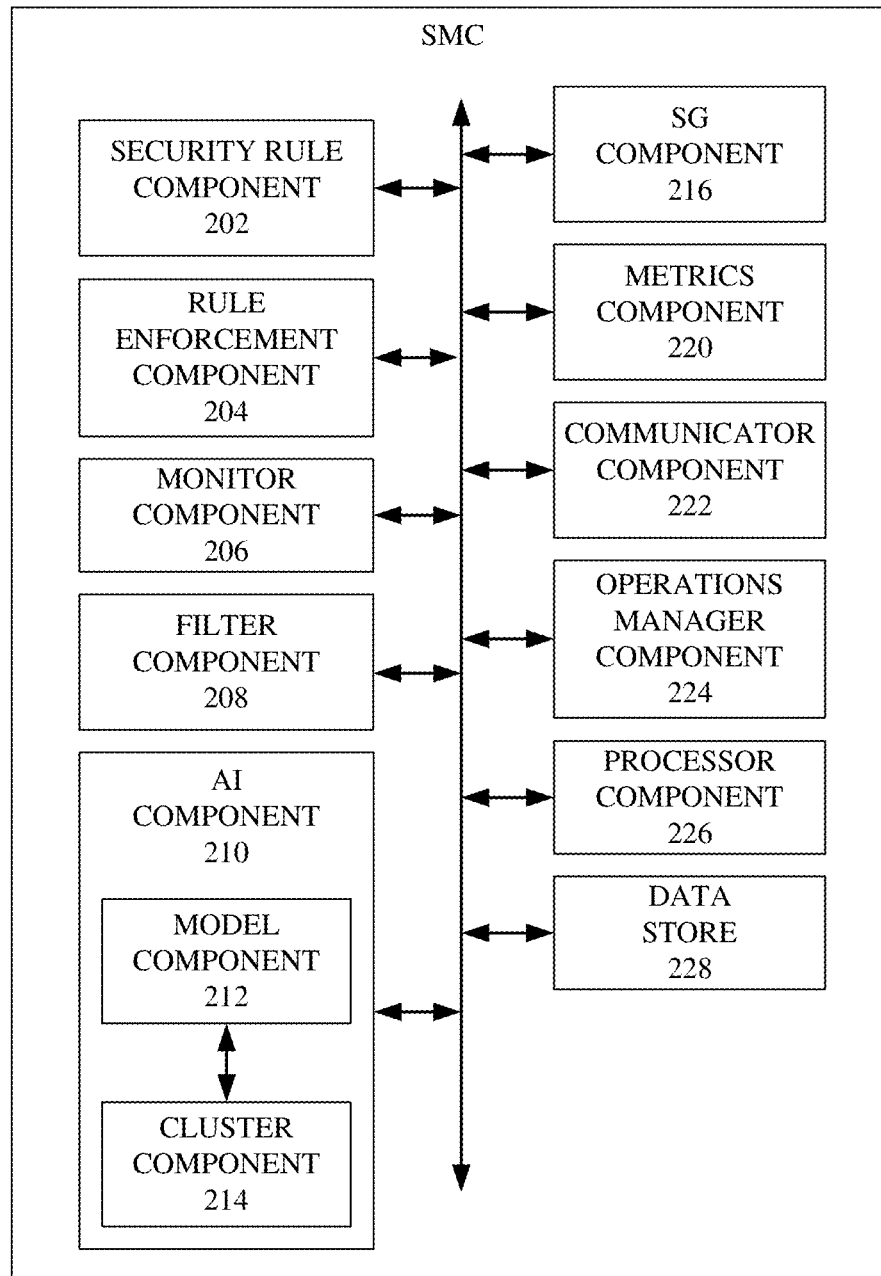 SMC
SECURITY RULE
COMPONENT
202
RULE
ENFORCEMENT
COMPONENT
204
MONITOR
COMPONENT
206
FILTER
COMPONENT
208
AI
COMPONENT
210
MODEL
COMPONENT
212
CLUSTER
COMPONENT
214
SG
COMPONENT
216
METRICS
COMPONENT
220
COMMUNICATOR
COMPONENT
222
OPERATIONS
MANAGER
COMPONENT
224
PROCESSOR
COMPONENT
226
DATA
STORE
228